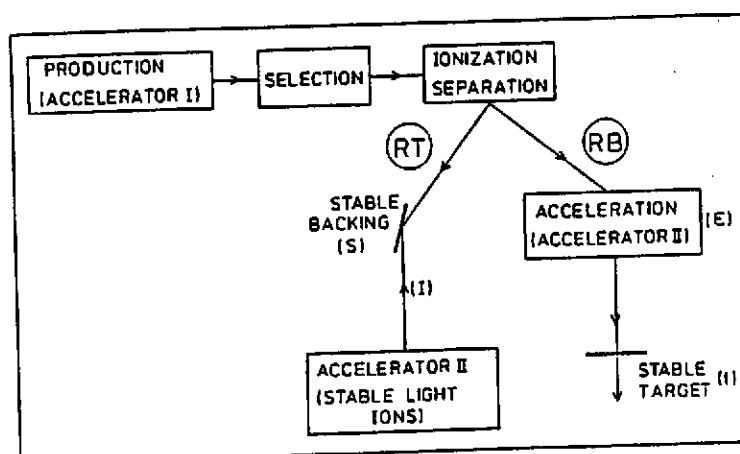 PRODUCTION
(ACCELERATOR I)
SELECTION
IONIZATION
SEPARATION
RT
RB
STABLE
BACKING
(S)
ACCELERATION
(ACCELERATOR II)
(E)
(I)
ACCELERATOR II
(STABLE LIGHT
IONS)
STABLE
TARGET (t)